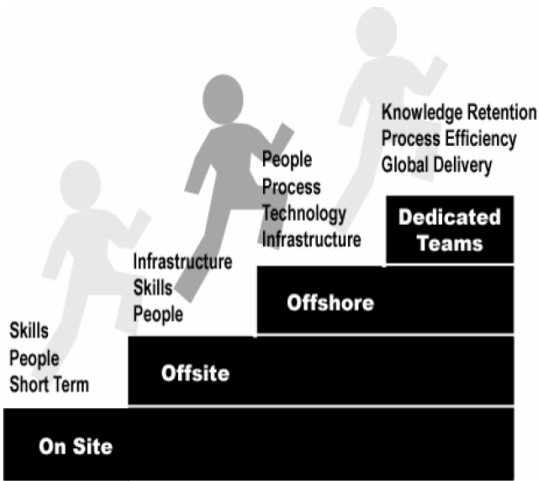 Knowledge Retention
Process Efficiency
Global Delivery
Dedicated
Teams
People
Process
Technology
Infrastructure
Offshore
Infrastructure
Skills
People
Offsite
Skills
People
Short Term
On Site